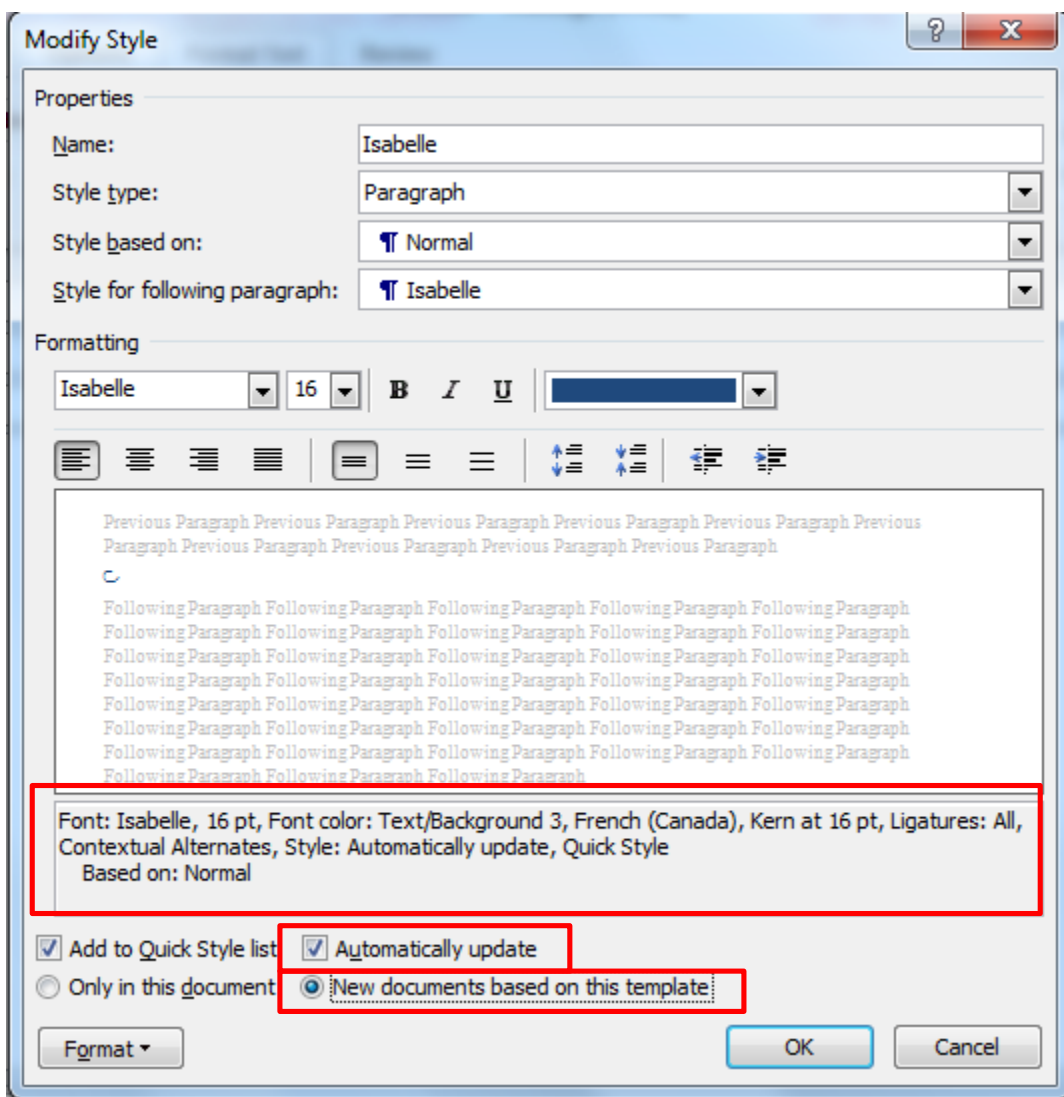 Modify Style
Properties
Name: Isabelle
Style type: Paragraph
Style based on: ¶ Normal
Style for following paragraph: ¶ Isabelle
Formatting
Isabelle 16 B I U
Previous Paragraph Previous Paragraph Previous Paragraph Previous Paragraph Previous Paragraph Previous
Paragraph Previous Paragraph Previous Paragraph Previous Paragraph Previous Paragraph
Following Paragraph Following Paragraph Following Paragraph Following Paragraph Following Paragraph
Following Paragraph Following Paragraph Following Paragraph Following Paragraph Following Paragraph
Following Paragraph Following Paragraph Following Paragraph Following Paragraph Following Paragraph
Following Paragraph Following Paragraph Following Paragraph Following Paragraph Following Paragraph
Following Paragraph Following Paragraph Following Paragraph Following Paragraph Following Paragraph
Following Paragraph Following Paragraph Following Paragraph Following Paragraph Following Paragraph
Following Paragraph Following Paragraph Following Paragraph Following Paragraph Following Paragraph
Following Paragraph Following Paragraph Following Paragraph
Font: Isabelle, 16 pt, Font color: Text/Background 3, French (Canada), Kern at 16 pt, Ligatures: All,
Contextual Alternates, Style: Automatically update, Quick Style
Based on: Normal
Add to Quick Style list Automatically update
Only in this document New documents based on this template
Format OK Cancel